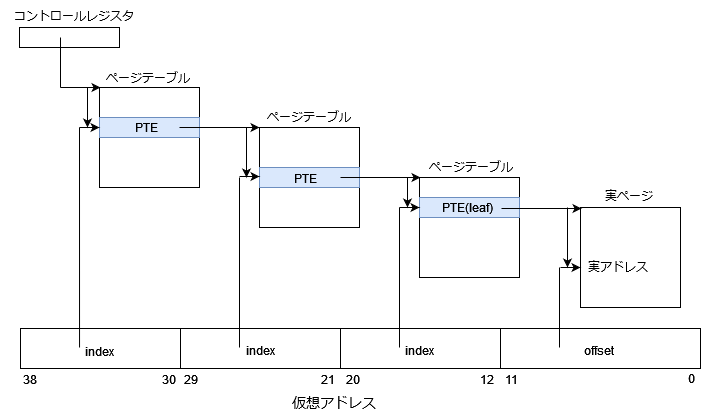 コントロールレジスタ
ページテーブル
PTE
ページテーブル
PTE
ページテーブル
PTE(leaf)
実ページ
実アドレス
index
index
index
offset
38
30
29
21
20
12
11
0
仮想アドレス